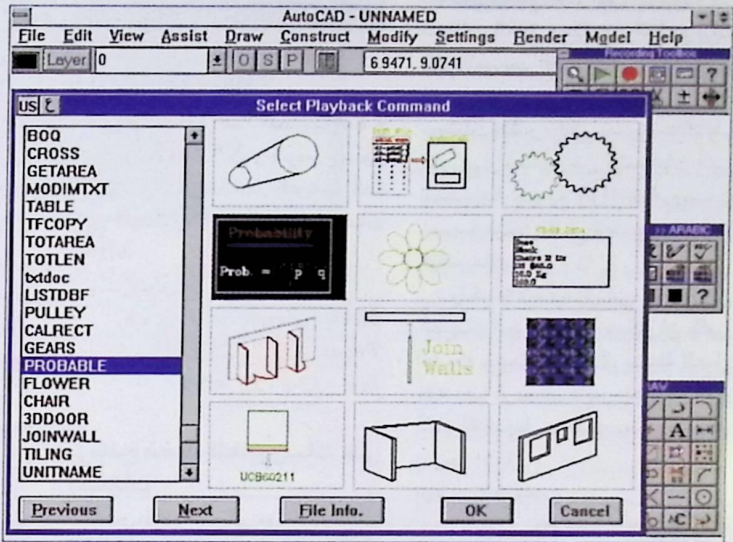 AutoCAD - UNNAMED
File Edit View Assist Draw Construct Modify Settings Render Model Help
Layer 0 O S P 6.9471, 9.0741
Recording Toolbox
?
US ع Select Playback Command
BOQ
CROSS
GETAREA
MODIMTXT
TABLE
TFCOPY
TOTAREA
TOTLEN
txtdoc
LISTDBF
PULLEY
CALRECT
GEARS
PROBABLE
FLOWER
CHAIR
3DDOOR
JOINWALL
TILING
UNITNAME
Probability
Prob. = p q
Desk
Join
Walls
UCB60211
>> ARABIC
?
A
Previous Next File Info. OK Cancel